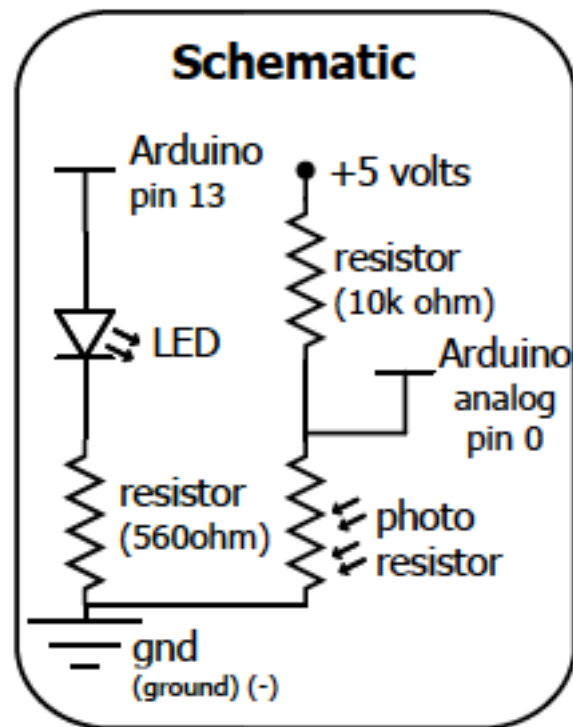 Schematic
Arduino
pin 13
+5 volts
resistor
(10k ohm)
LED
Arduino
analog
pin 0
resistor
(560ohm)
photo
resistor
gnd
(ground) (-)